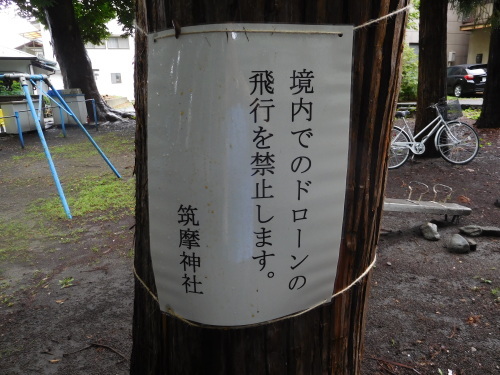 境内でのドローンの
飛行を禁止します。
筑摩神社